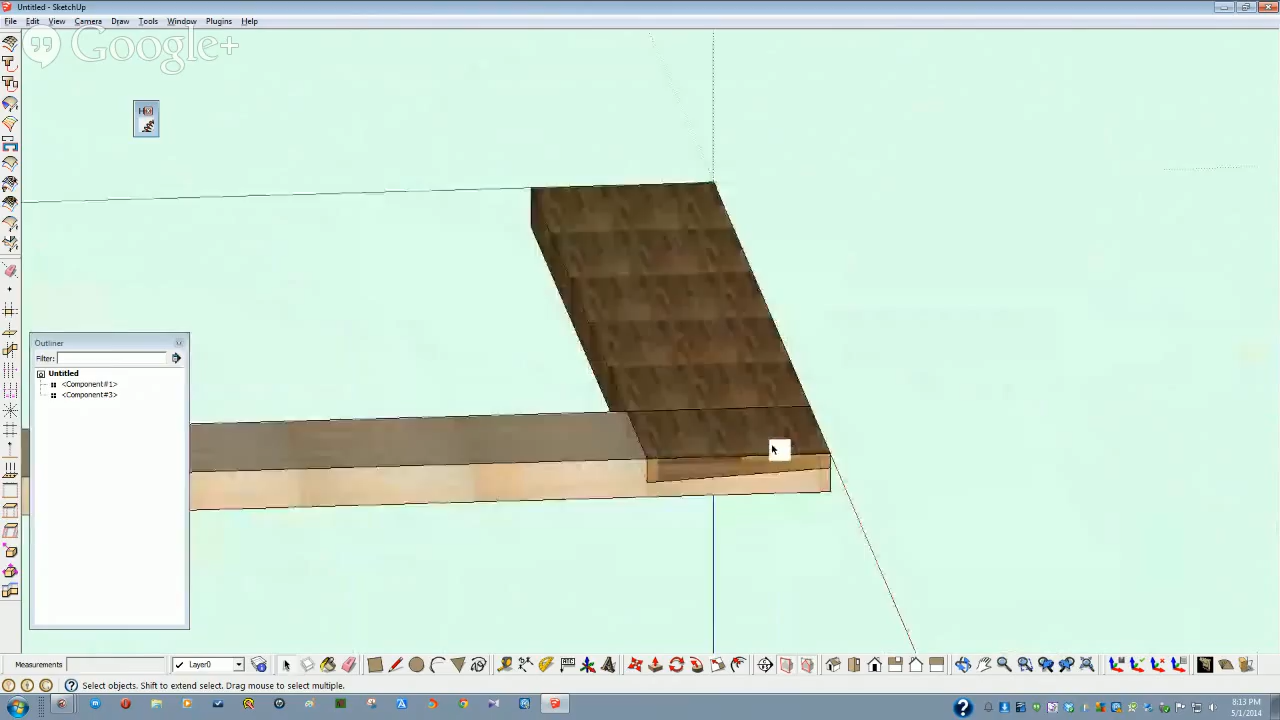 Untitled - SketchUp
File Edit View Camera Draw Tools Window Plugins Help
Google+
Outliner
Filter:
Untitled
<Component#1>
<Component#3>
Measurements
Layer0
Select objects. Shift to extend select. Drag mouse to select multiple.
8:13 PM
5/1/2014